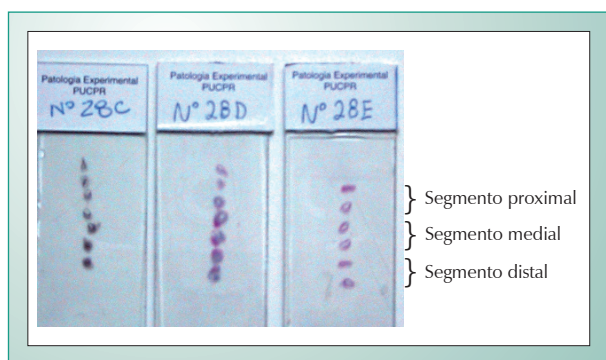 Patologia Experimental
PUCPR
Nº 28C
Patologia Experimental
PUCPR
Nº 28D
Patologia Experimental
PUCPR
Nº 28E
Segmento proximal
Segmento medial
Segmento distal